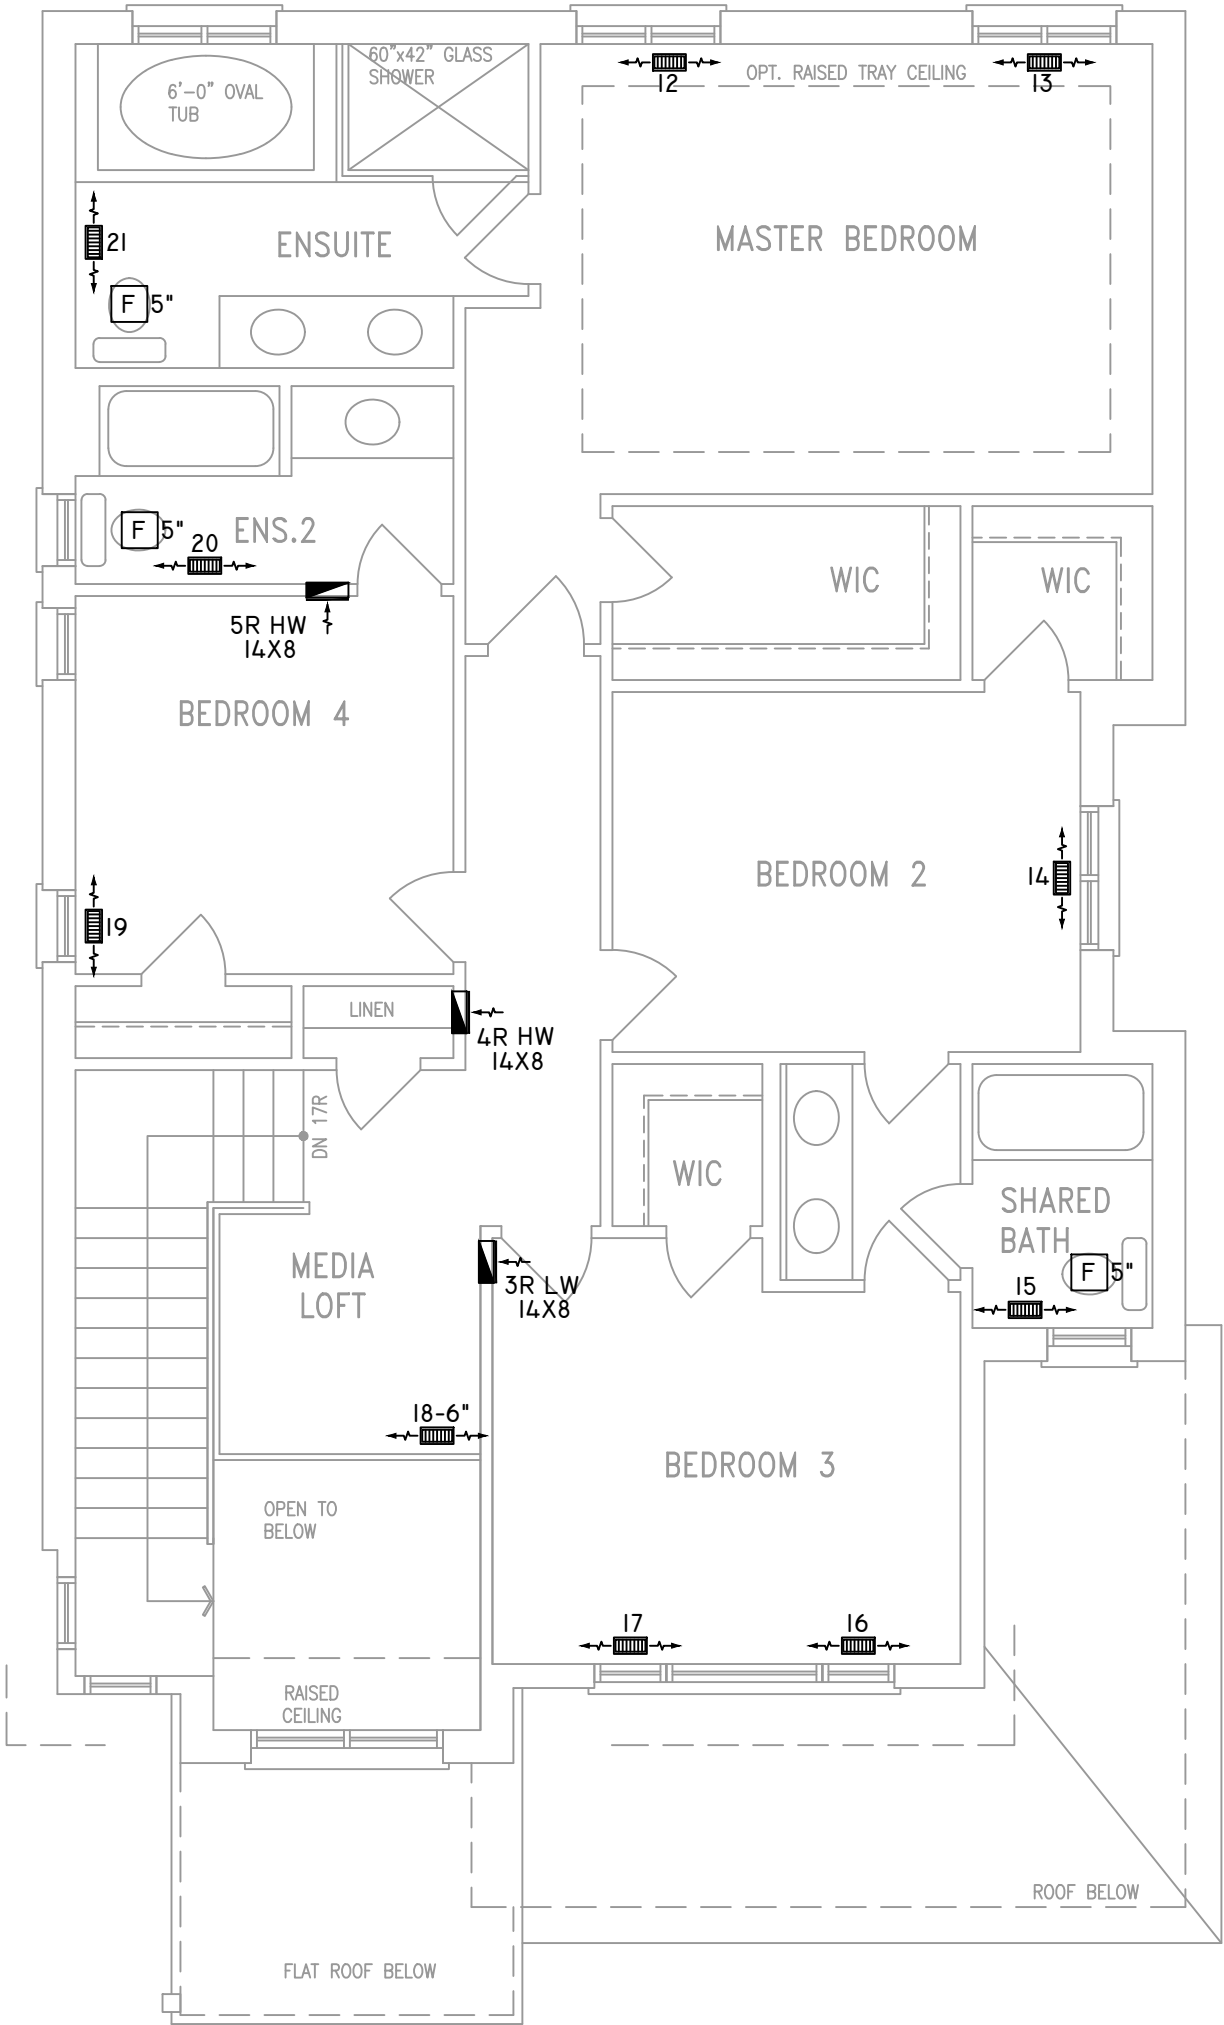 60"x42" GLASS
SHOWER
6'-0" OVAL
TUB
12
OPT. RAISED TRAY CEILING
13
21
ENSUITE
MASTER BEDROOM
F 5"
F 5"
ENS.2
20
WIC
WIC
5R HW
14X8
BEDROOM 4
BEDROOM 2
14
19
LINEN
4R HW
14X8
DN 17R
WIC
SHARED
BATH
MEDIA
LOFT
3R LW
14X8
F 5"
15
18-6"
BEDROOM 3
OPEN TO
BELOW
17
16
RAISED
CEILING
ROOF BELOW
FLAT ROOF BELOW